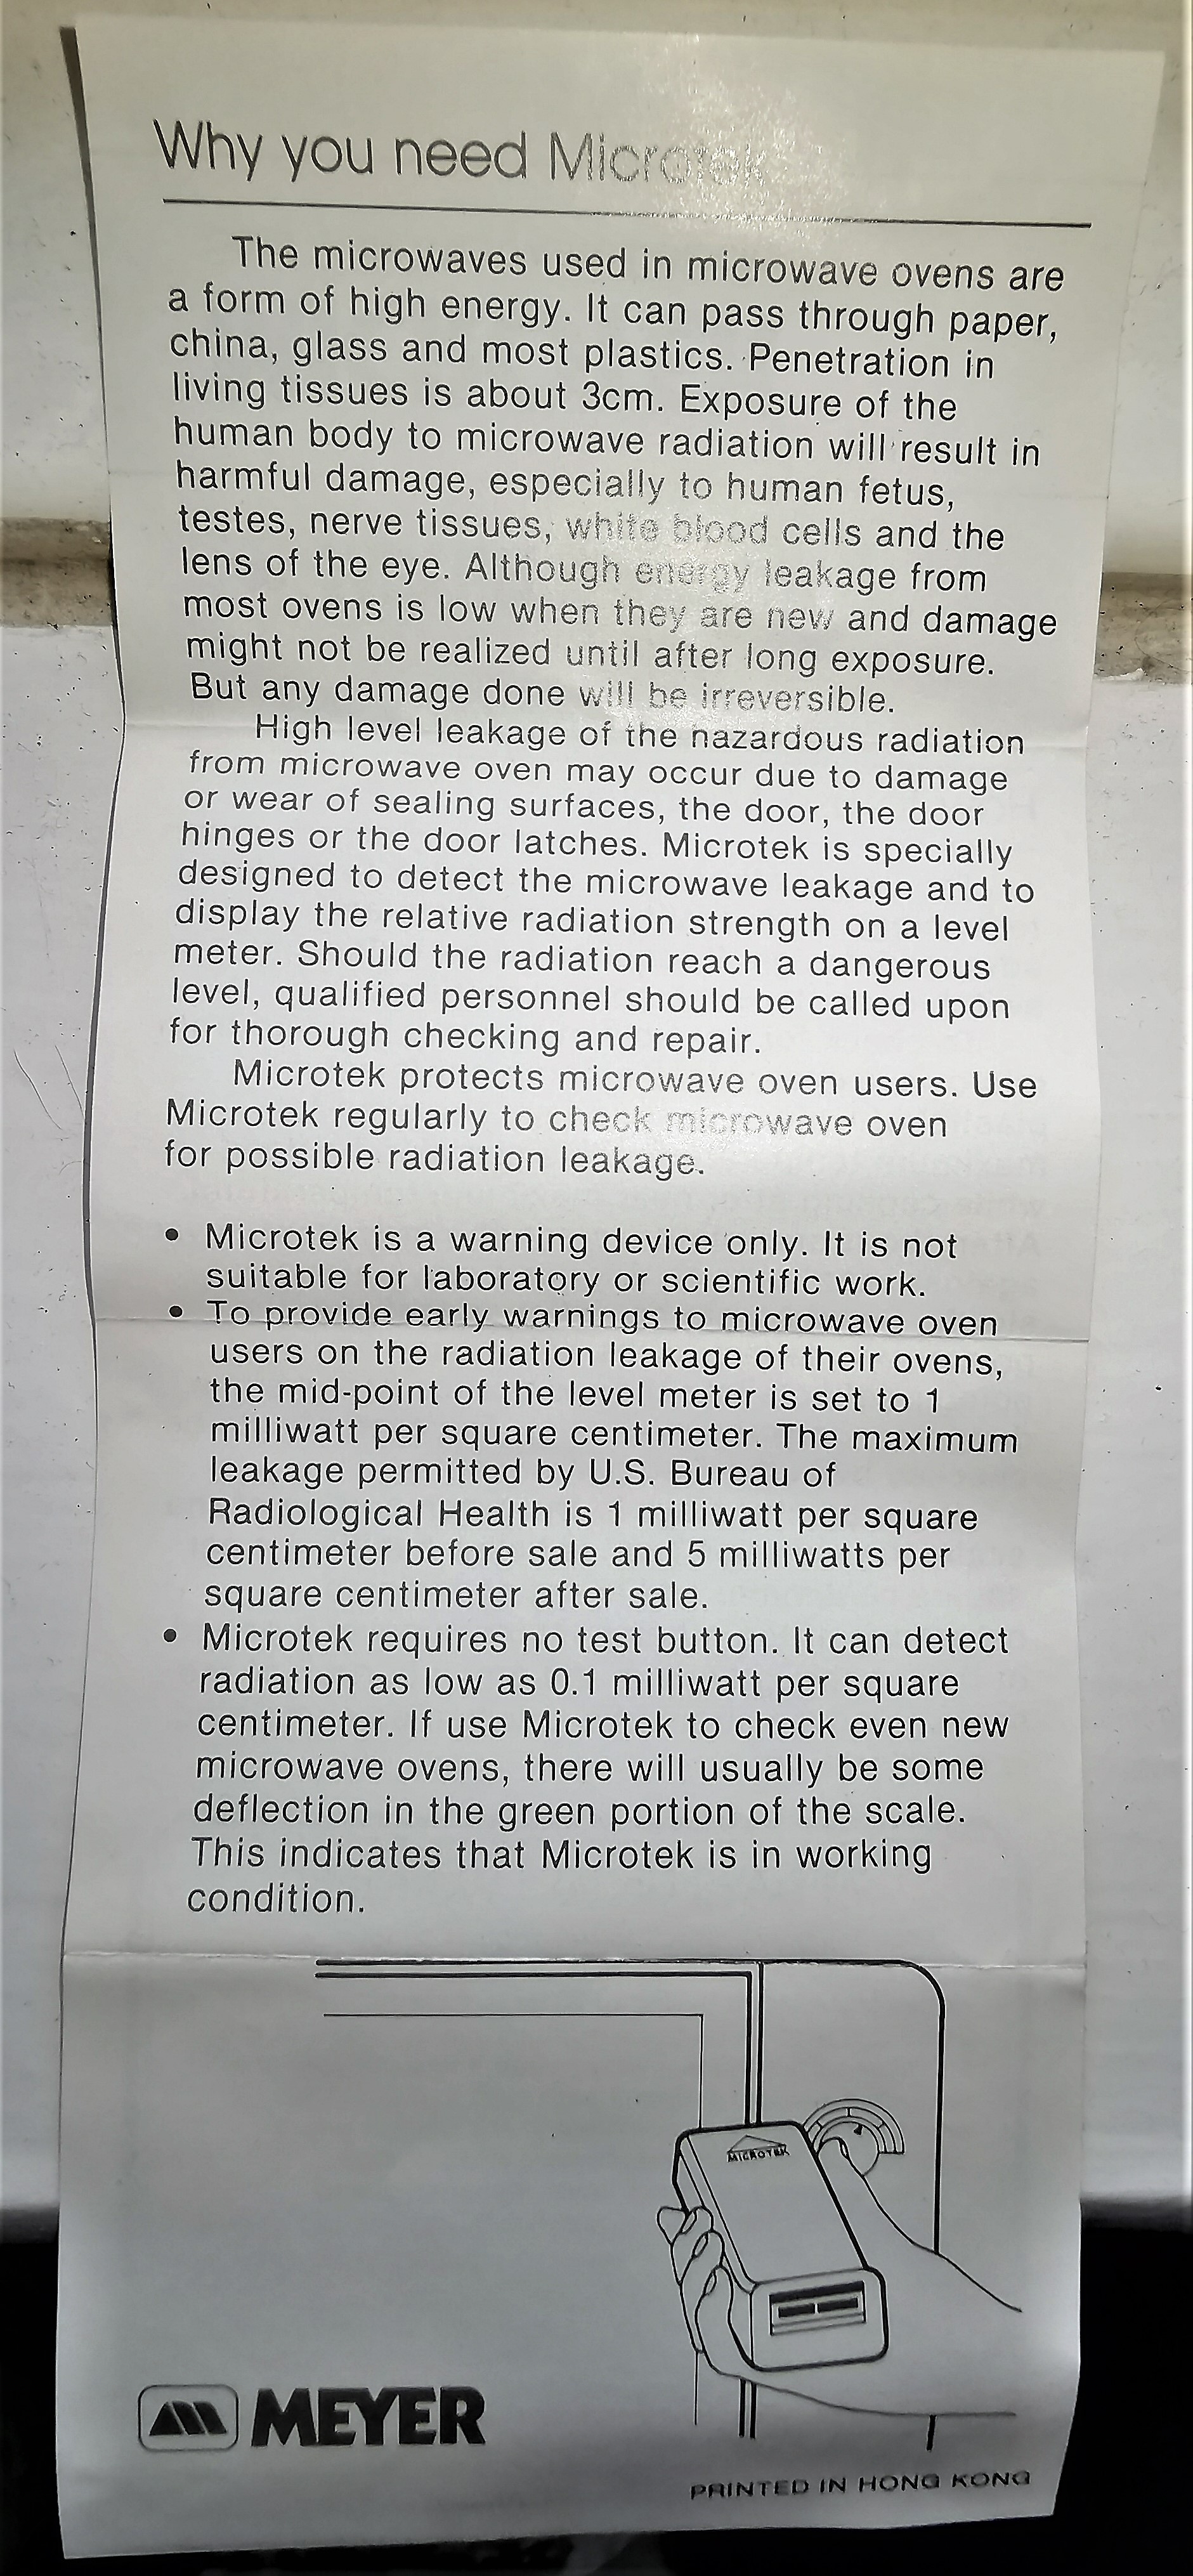 Why you need Microtek
The microwaves used in microwave ovens are
a form of high energy. It can pass through paper,
china, glass and most plastics. Penetration in
living tissues is about 3cm. Exposure of the
human body to microwave radiation will result in
harmful damage, especially to human fetus,
testes, nerve tissues, white blood cells and the
lens of the eye. Although energy leakage from
most ovens is low when they are new and damage
might not be realized until after long exposure.
But any damage done will be irreversible.
High level leakage of the hazardous radiation
from microwave oven may occur due to damage
or wear of sealing surfaces, the door, the door
hinges or the door latches. Microtek is specially
designed to detect the microwave leakage and to
display the relative radiation strength on a level
meter. Should the radiation reach a dangerous
level, qualified personnel should be called upon
for thorough checking and repair.
Microtek protects microwave oven users. Use
Microtek regularly to check microwave oven
for possible radiation leakage.
• Microtek is a warning device only. It is not
suitable for laboratory or scientific work.
• To provide early warnings to microwave oven
users on the radiation leakage of their ovens,
the mid-point of the level meter is set to 1
milliwatt per square centimeter. The maximum
leakage permitted by U.S. Bureau of
Radiological Health is 1 milliwatt per square
centimeter before sale and 5 milliwatts per
square centimeter after sale.
• Microtek requires no test button. It can detect
radiation as low as 0.1 milliwatt per square
centimeter. If use Microtek to check even new
microwave ovens, there will usually be some
deflection in the green portion of the scale.
This indicates that Microtek is in working
condition.
MICROTEK
MEYER
PRINTED IN HONG KONG